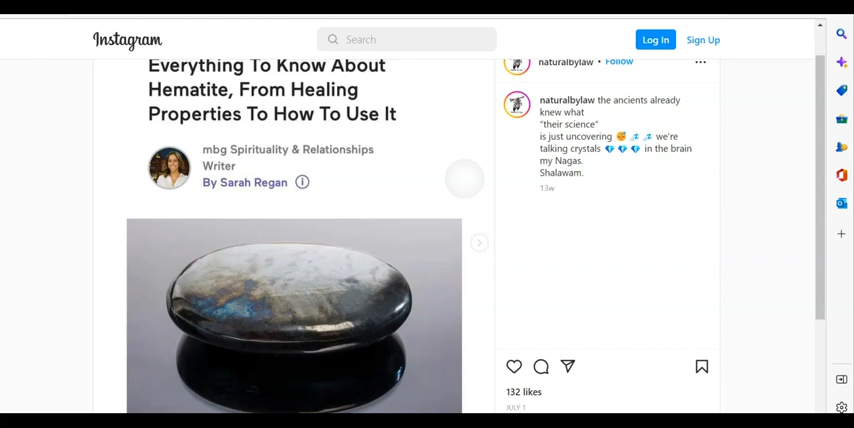 Instagram
Search
Log In
Sign Up
Everything To Know About
Hematite, From Healing
Properties To How To Use It
mbg Spirituality & Relationships
Writer
By Sarah Regan
naturalbylaw • Follow
naturalbylaw the ancients already
knew what
“their science”
is just uncovering 😴 💤 💤 we're
talking crystals 💎 💎 💎 in the brain
my Nagas.
Shalawam.
13w
132 likes
JULY 1